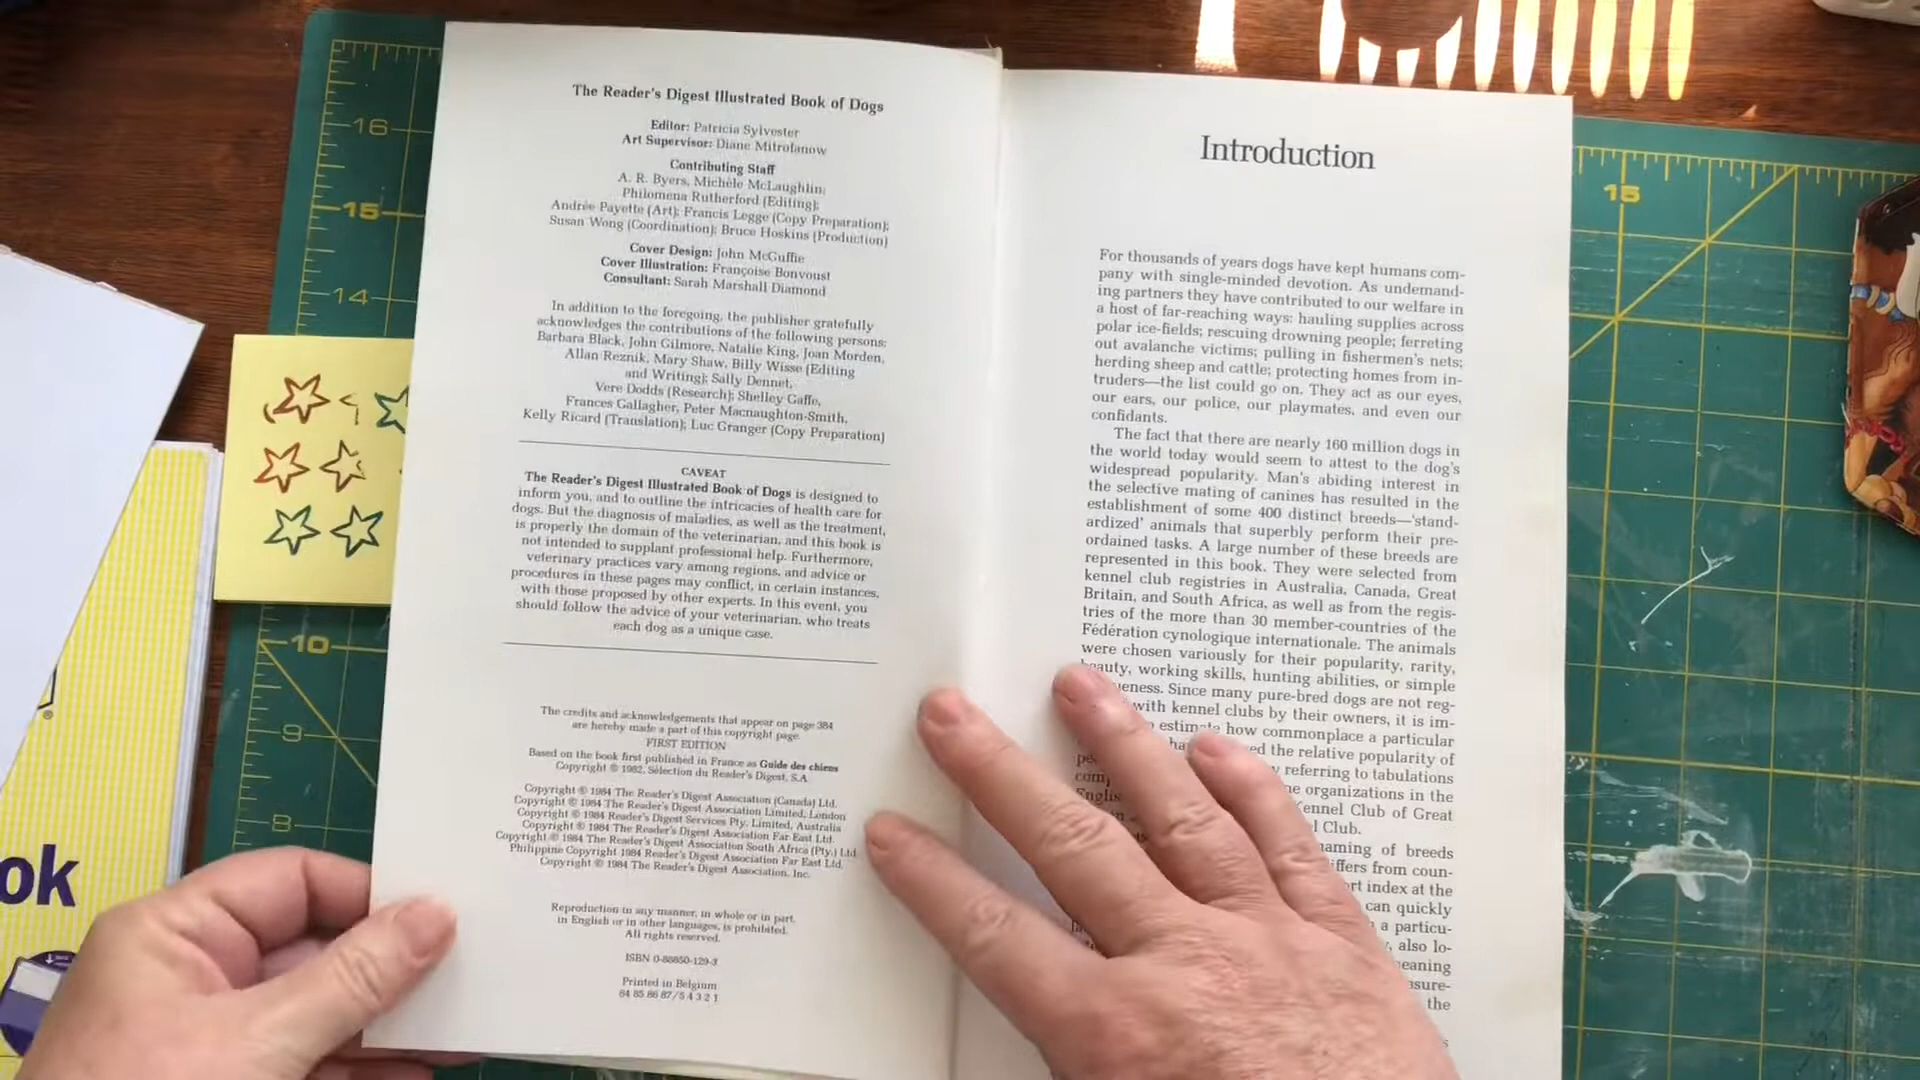 The Reader's Digest Illustrated Book of Dogs
Editor: Patricia Sylvester
Art Supervisor: Diane Mitrofanow
Contributing Staff
A. R. Byers, Michèle McLaughlin;
Philomena Rutherford (Editing);
Andrée Payette (Art); Francis Legge (Copy Preparation);
Susan Wong (Coordination); Bruce Hoskins (Production)
Cover Design: John McGuffie
Cover Illustration: Françoise Bonvoust
Consultant: Sarah Marshall Diamond
In addition to the foregoing, the publisher gratefully
acknowledges the contributions of the following persons:
Barbara Black, John Gilmore, Natalie King, Joan Morden,
Allan Reznik, Mary Shaw, Billy Wisse (Editing
and Writing); Sally Dennet,
Vere Dodds (Research); Shelley Gaffe,
Frances Gallagher, Peter Macnaughton-Smith,
Kelly Ricard (Translation); Luc Granger (Copy Preparation)
CAVEAT
The Reader's Digest Illustrated Book of Dogs is designed to
inform you, and to outline the intricacies of health care for
dogs. But the diagnosis of maladies, as well as the treatment,
is properly the domain of the veterinarian, and this book is
not intended to supplant professional help. Furthermore,
veterinary practices vary among regions, and advice or
procedures in these pages may conflict, in certain instances,
with those proposed by other experts. In this event, you
should follow the advice of your veterinarian, who treats
each dog as a unique case.
The credits and acknowledgements that appear on page 384
are hereby made a part of this copyright page.
FIRST EDITION
Based on the book first published in France as Guide des chiens
Copyright © 1982, Sélection du Reader's Digest, S.A.
Copyright © 1984 The Reader's Digest Association (Canada) Ltd.
Copyright © 1984 The Reader's Digest Association Limited, London
Copyright © 1984 Reader's Digest Services Pty. Limited, Australia
Copyright © 1984 The Reader's Digest Association Far East Ltd.
Copyright © 1984 The Reader's Digest Association South Africa (Pty.) Ltd.
Philippine Copyright 1984 Reader's Digest Association Far East Ltd.
Copyright © 1984 The Reader's Digest Association, Inc.
Reproduction in any manner, in whole or in part,
in English or in other languages, is prohibited.
All rights reserved.
ISBN 0-88850-129-3
Printed in Belgium
84 85 86 87/5 4 3 2 1
Introduction
For thousands of years dogs have kept humans com-
pany with single-minded devotion. As undemand-
ing partners they have contributed to our welfare in
a host of far-reaching ways: hauling supplies across
polar ice-fields; rescuing drowning people; ferreting
out avalanche victims; pulling in fishermen's nets;
herding sheep and cattle; protecting homes from in-
truders—the list could go on. They act as our eyes,
our ears, our police, our playmates, and even our
confidants.
The fact that there are nearly 160 million dogs in
the world today would seem to attest to the dog's
widespread popularity. Man's abiding interest in
the selective mating of canines has resulted in the
establishment of some 400 distinct breeds—'stand-
ardized' animals that superbly perform their pre-
ordained tasks. A large number of these breeds are
represented in this book. They were selected from
kennel club registries in Australia, Canada, Great
Britain, and South Africa, as well as from the regis-
tries of the more than 30 member-countries of the
Fédération cynologique internationale. The animals
were chosen variously for their popularity, rarity,
beauty, working skills, hunting abilities, or simple
Since many pure-bred dogs are not reg-
with kennel clubs by their owners, it is im-
estimate how commonplace a particular
the relative popularity of
referring to tabulations
organizations in the
Kennel Club of Great
Club.
naming of breeds
differs from coun-
index at the
can quickly
a particu-
also lo-
the
16
15
14
10
9
8
15
ok
®